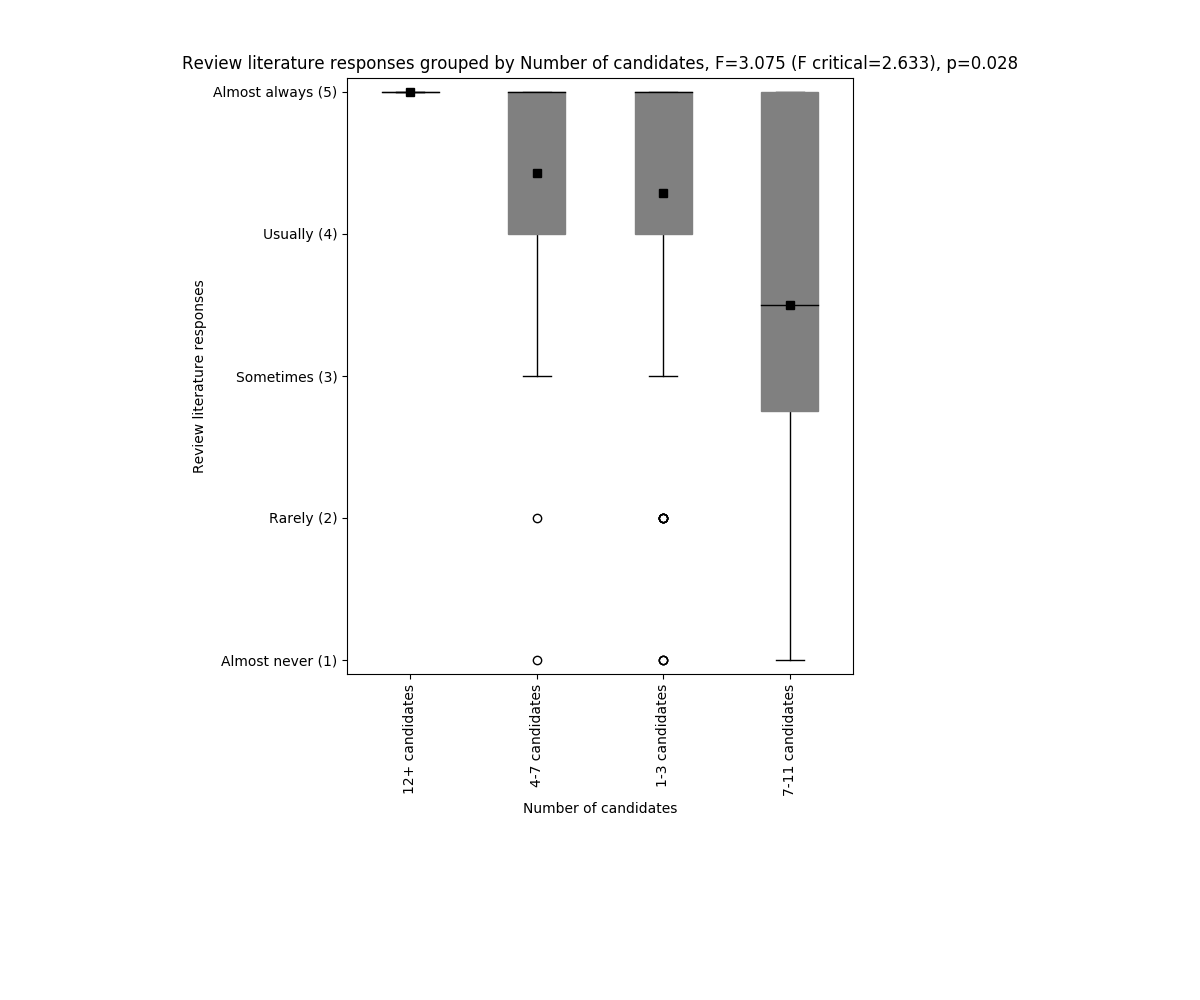 Review literature responses grouped by Number of candidates, F=3.075 (F critical=2.633), p=0.028
Almost always (5)
Usually (4)
Sometimes (3)
Rarely (2)
Almost never (1)
Review literature responses
12+ candidates
4-7 candidates
1-3 candidates
7-11 candidates
Number of candidates